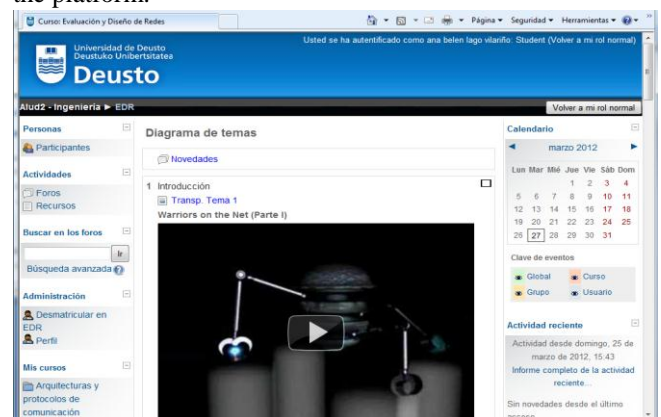 the platform.
Curso: Evaluación y Diseño de Redes
Página
Seguridad
Herramientas
Universidad de Deusto
Deustuko Unibertsitatea
Deusto
Usted se ha autentificado como ana belen lago vilariño: Student (Volver a mi rol normal)
Alud2 - Ingeniería ► EDR
Volver a mi rol normal
Personas
Participantes
Actividades
Foros
Recursos
Buscar en los foros
Ir
Búsqueda avanzada
Administración
Desmatricular en
EDR
Perfil
Mis cursos
Arquitecturas y
protocolos de
comunicación
Diagrama de temas
Novedades
1 Introducción
Transp. Tema 1
Warriors on the Net (Parte I)
Calendario
◄ marzo 2012 ►
Lun Mar Mié Jue Vie Sáb Dom
1 2 3 4
5 6 7 8 9 10 11
12 13 14 15 16 17 18
19 20 21 22 23 24 25
26 27 28 29 30 31
Clave de eventos
Global Curso
Grupo Usuario
Actividad reciente
Actividad desde domingo, 25 de
marzo de 2012, 15:43
Informe completo de la actividad
reciente...
Sin novedades desde el último